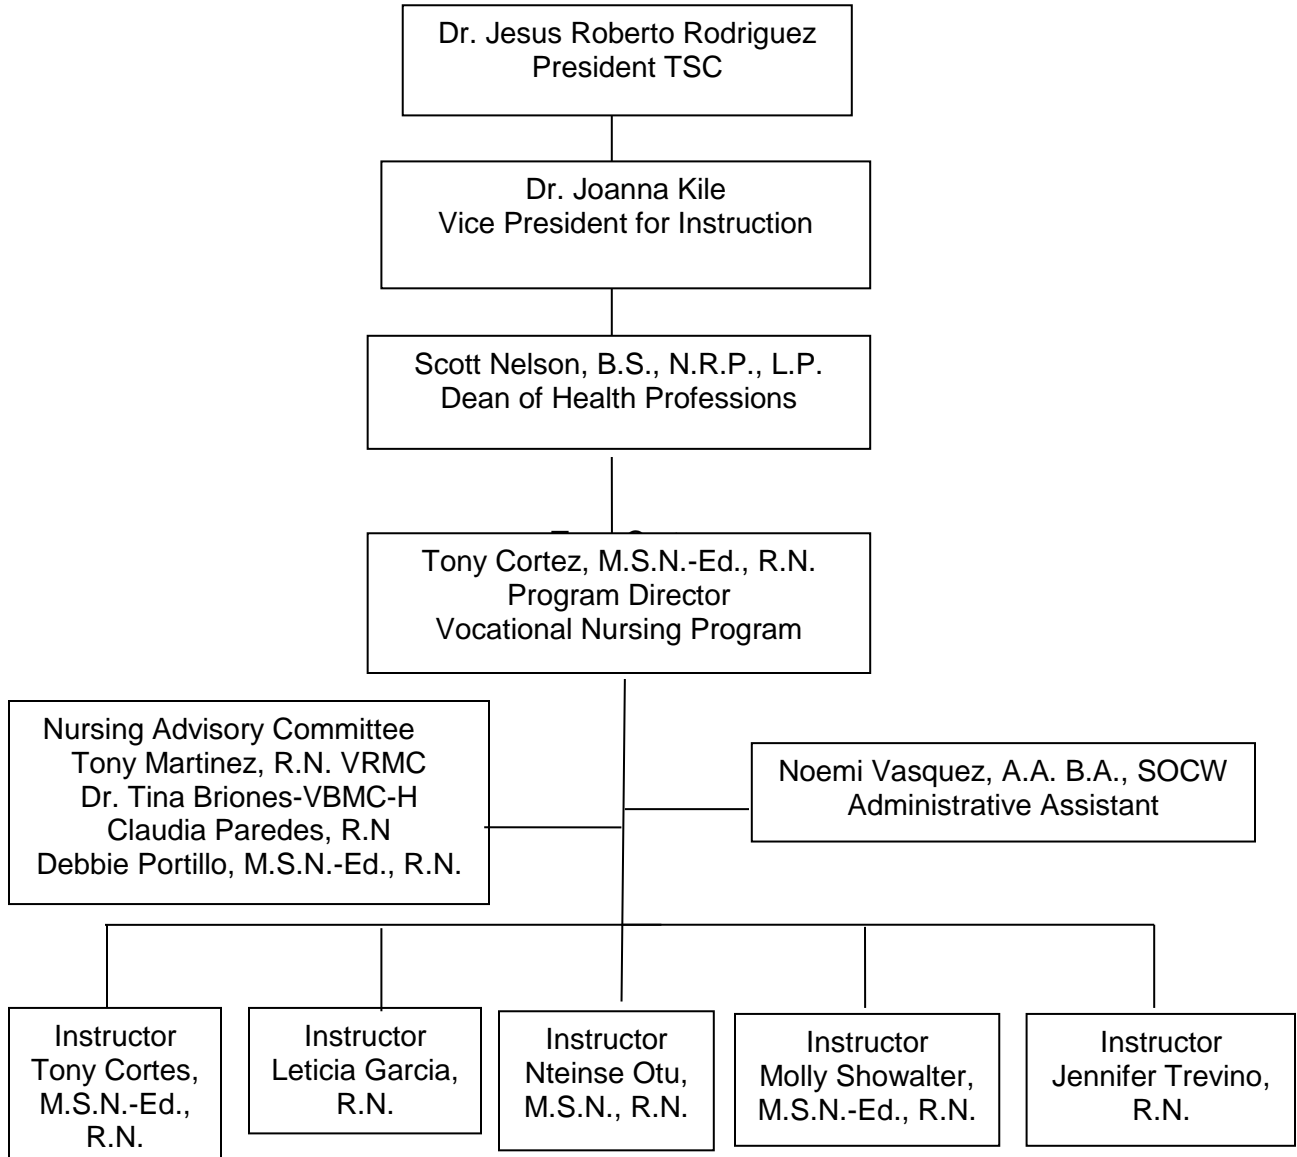 Dr. Jesus Roberto Rodriguez
President TSC
Dr. Joanna Kile
Vice President for Instruction
Scott Nelson, B.S., N.R.P., L.P.
Dean of Health Professions
Tony Cortez, M.S.N.-Ed., R.N.
Program Director
Vocational Nursing Program
Nursing Advisory Committee
Tony Martinez, R.N. VRMC
Dr. Tina Briones-VBMC-H
Claudia Paredes, R.N
Debbie Portillo, M.S.N.-Ed., R.N.
Noemi Vasquez, A.A. B.A., SOCW
Administrative Assistant
Instructor
Tony Cortes,
M.S.N.-Ed.,
R.N.
Instructor
Leticia Garcia,
R.N.
Instructor
Nteinse Otu,
M.S.N., R.N.
Instructor
Molly Showalter,
M.S.N.-Ed., R.N.
Instructor
Jennifer Trevino,
R.N.